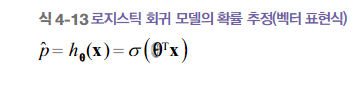 식 4-13 로지스틱 회귀 모델의 확률 추정(벡터 표현식)
p̂ = h_θ(x) = σ(θᵀx)